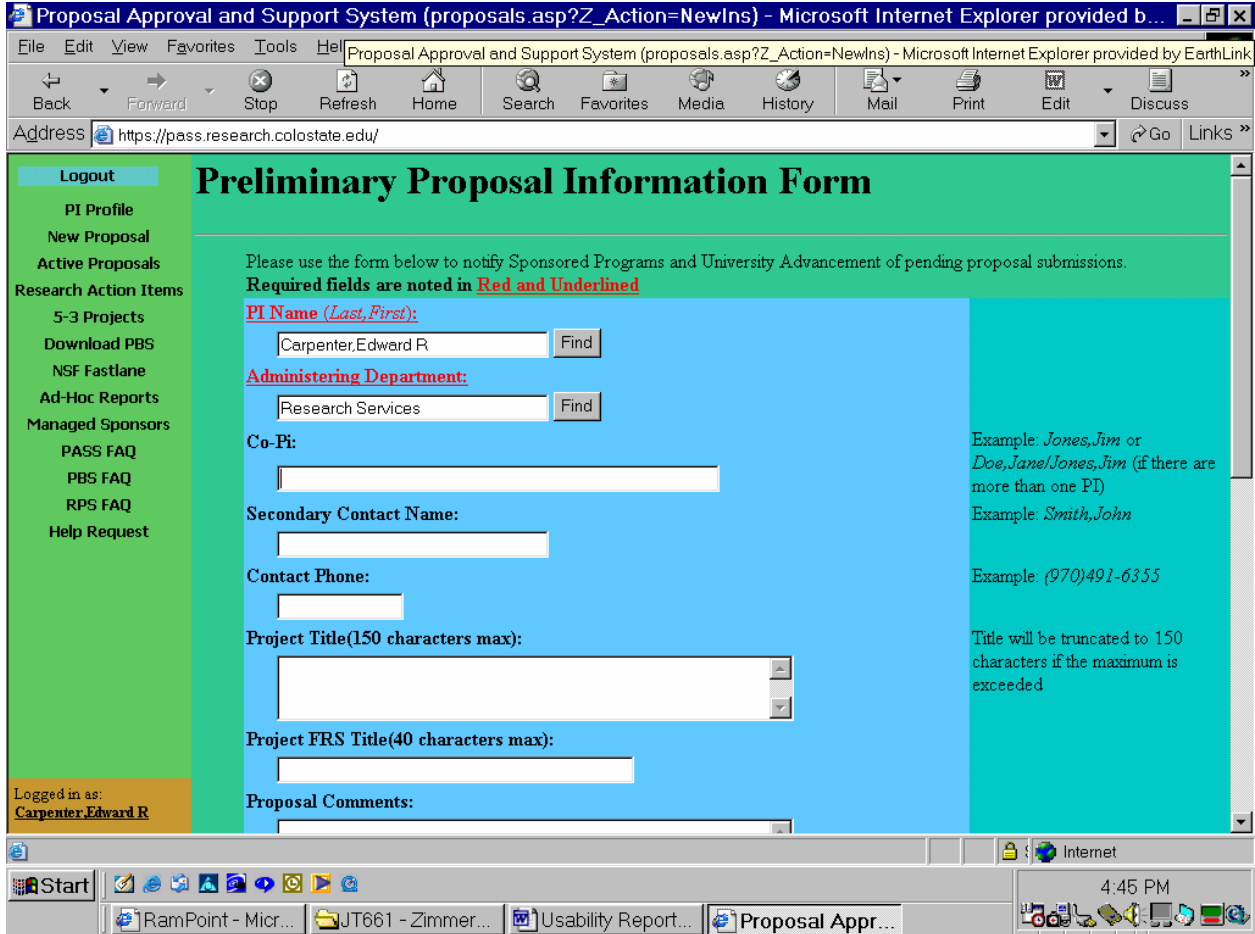 Proposal Approval and Support System (proposals.asp?Z_Action=NewIns) - Microsoft Internet Explorer provided b...
File Edit View Favorites Tools Hel
Proposal Approval and Support System (proposals.asp?Z_Action=NewIns) - Microsoft Internet Explorer provided by EarthLink
Back Forward Stop Refresh Home Search Favorites Media History Mail Print Edit Discuss »
Address https://pass.research.colostate.edu/ Go Links »
Logout
PI Profile
New Proposal
Active Proposals
Research Action Items
5-3 Projects
Download PBS
NSF Fastlane
Ad-Hoc Reports
Managed Sponsors
PASS FAQ
PBS FAQ
RPS FAQ
Help Request
Logged in as:
Carpenter,Edward R
Preliminary Proposal Information Form
Please use the form below to notify Sponsored Programs and University Advancement of pending proposal submissions.
Required fields are noted in Red and Underlined
PI Name (Last,First):
Carpenter,Edward R Find
Administering Department:
Research Services Find
Co-Pi:
Example: Jones,Jim or
Doe,Jane/Jones,Jim (if there are
more than one PI)
Secondary Contact Name:
Example: Smith,John
Contact Phone:
Example: (970)491-6355
Project Title(150 characters max):
Title will be truncated to 150
characters if the maximum is
exceeded
Project FRS Title(40 characters max):
Proposal Comments:
Internet
Start
4:45 PM
RamPoint - Micr... JT661 - Zimmer... Usability Report... Proposal Appr...